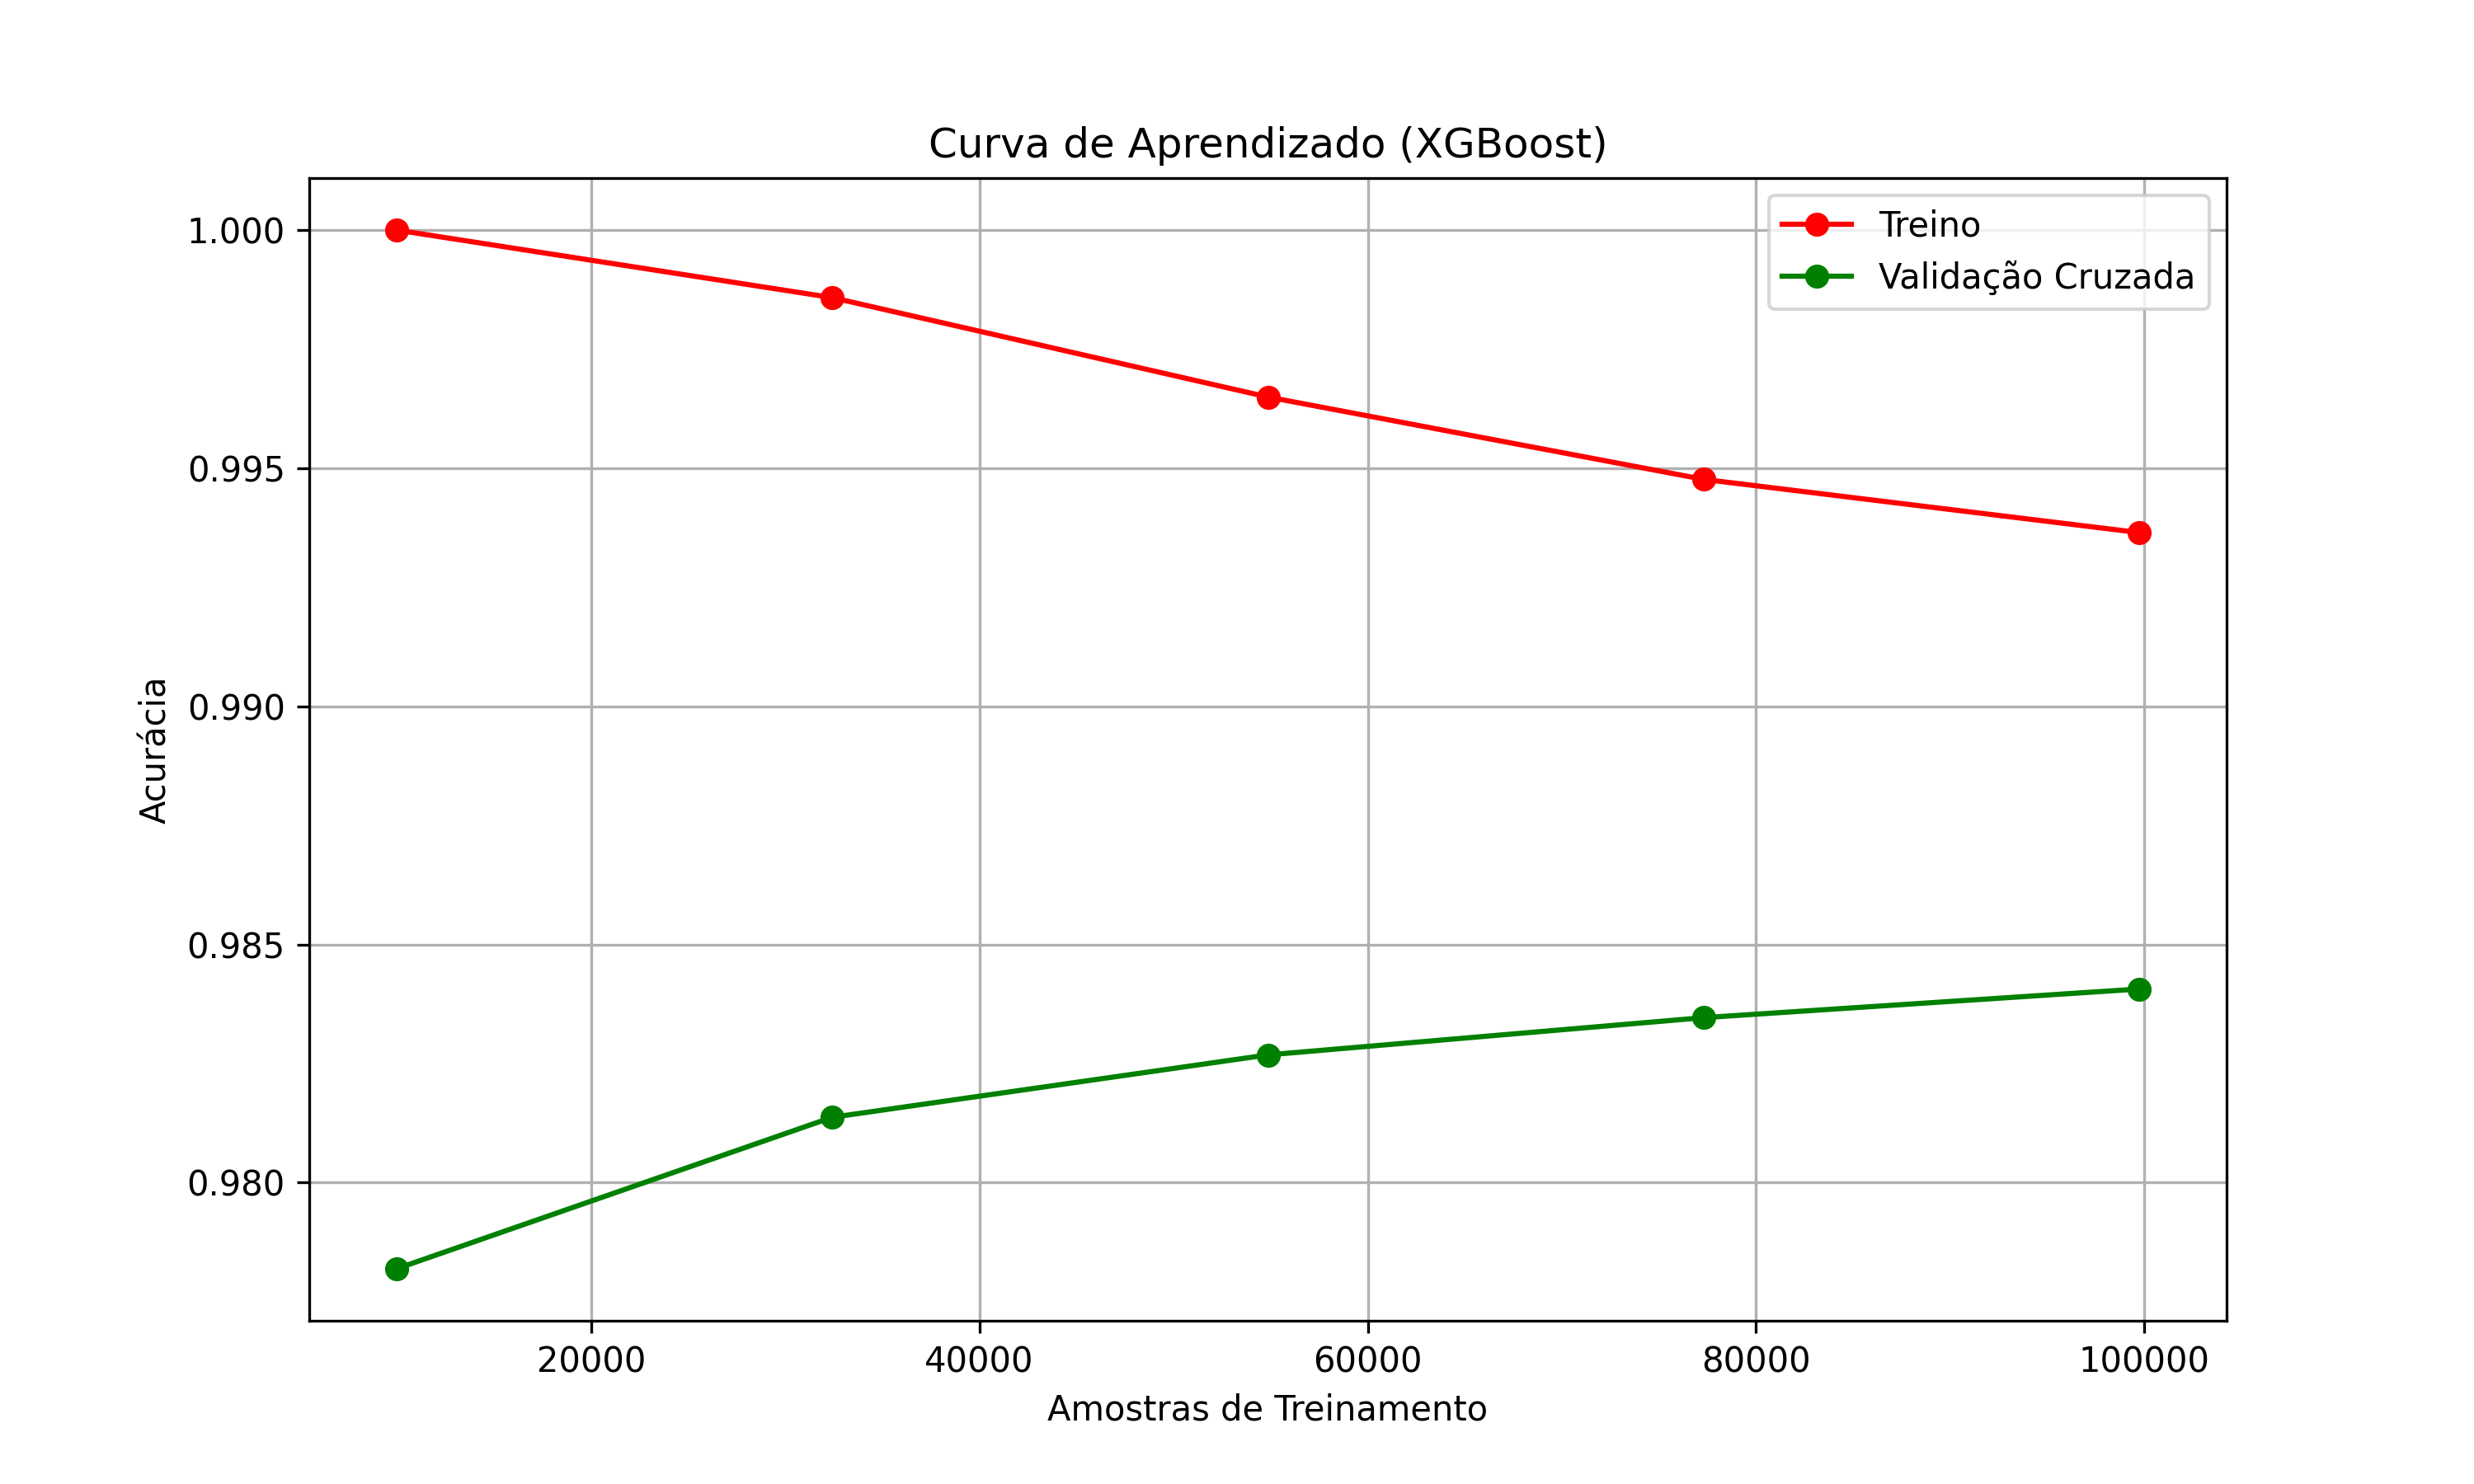 Curva de Aprendizado (XGBoost)
Treino
Validação Cruzada
1.000
0.995
0.990
0.985
0.980
Acurácia
20000
40000
60000
80000
100000
Amostras de Treinamento